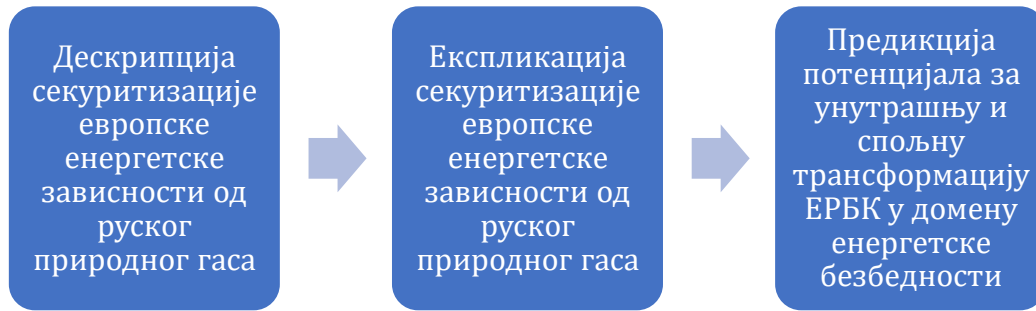 Дескрипција
секуритизације
европске
енергетске
зависности од
руског
природног гаса
Експликација
секуритизације
европске
енергетске
зависности од
руског
природног гаса
Предикција
потенцијала за
унутрашњу и
спољну
трансформацију
ЕРБК у домену
енергетске
безбедности